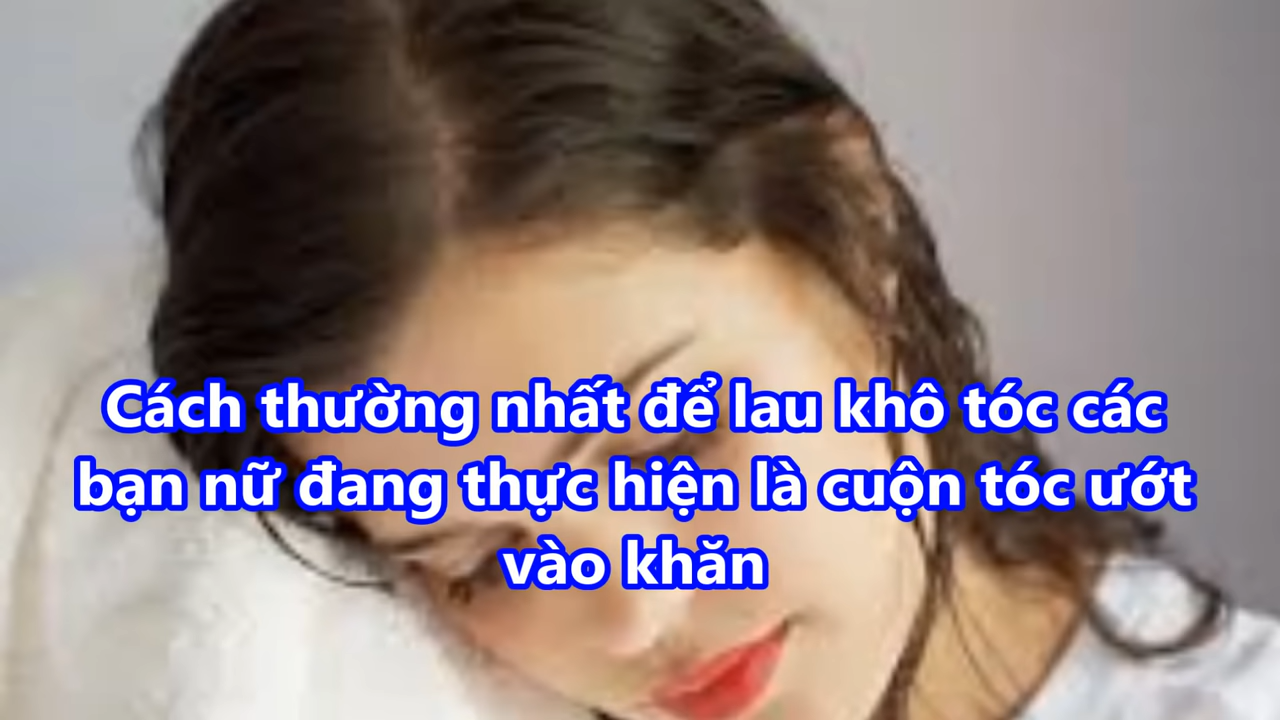 Cách thường nhất để lau khô tóc các
bạn nữ đang thực hiện là cuộn tóc ướt
vào khăn